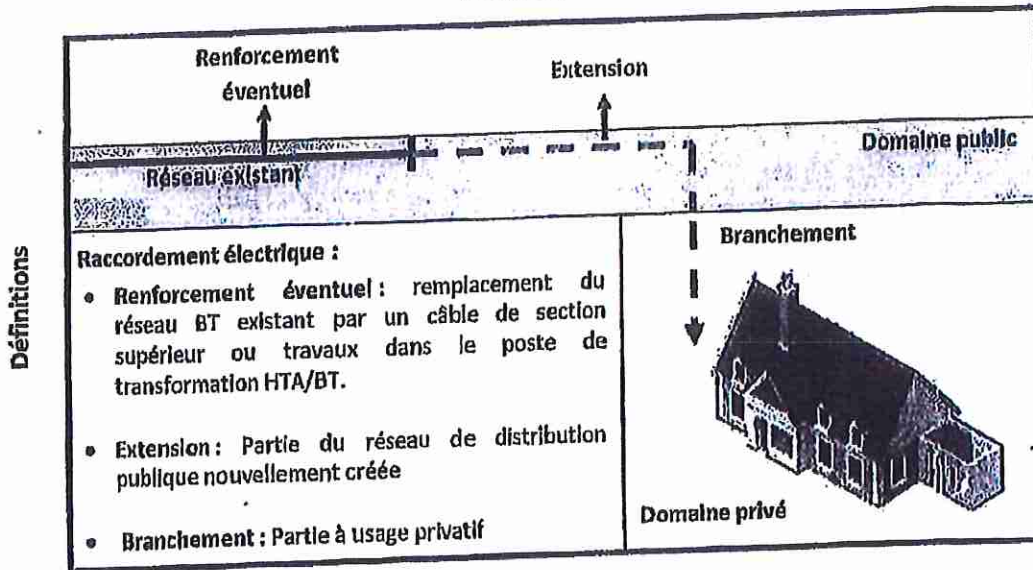 Définitions
Renforcement
éventuel
Extension
Domaine public
Réseau existant
Raccordement électrique :
• Renforcement éventuel : remplacement du
réseau BT existant par un câble de section
supérieur ou travaux dans le poste de
transformation HTA/BT.
• Extension : Partie du réseau de distribution
publique nouvellement créée
• Branchement : Partie à usage privatif
Branchement
Domaine privé